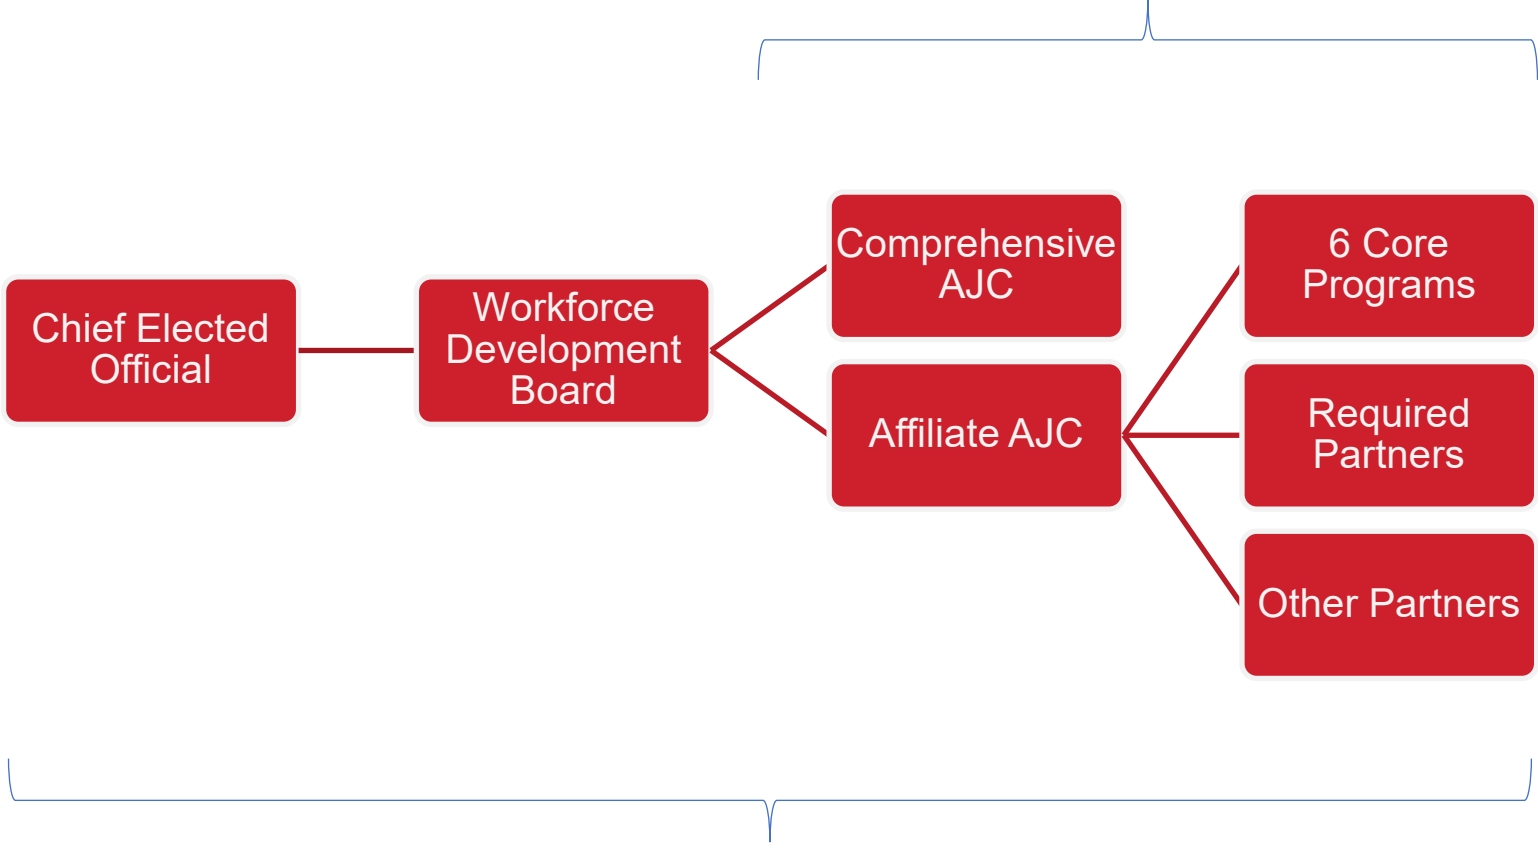 Chief Elected
Official
Workforce
Development
Board
Comprehensive
AJC
Affiliate AJC
6 Core
Programs
Required
Partners
Other Partners